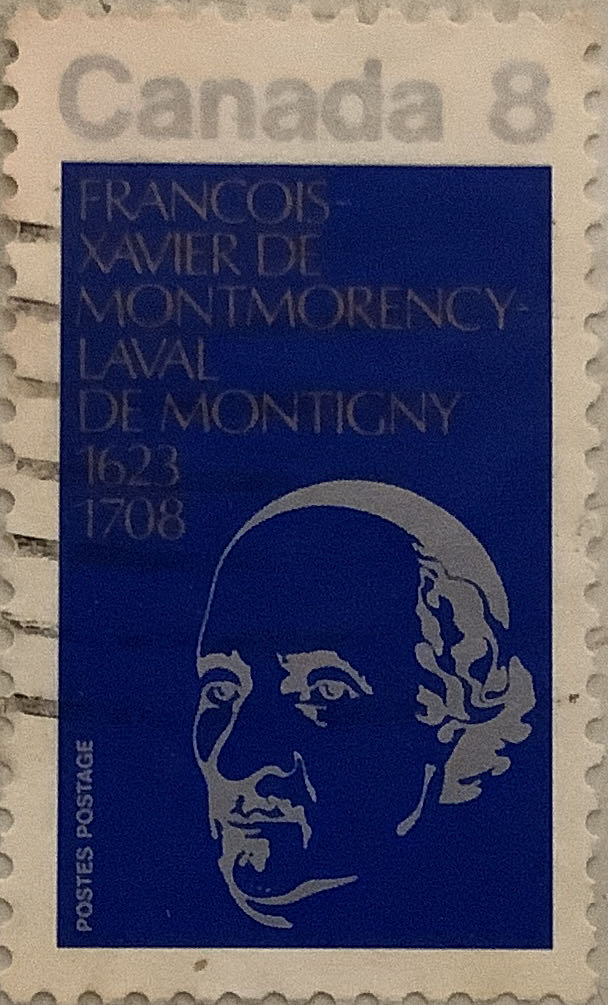 Canada 8
FRANCOIS-
XAVIER DE
MONTMORENCY-
LAVAL
DE MONTIGNY
1623
1708
POSTES POSTAGE